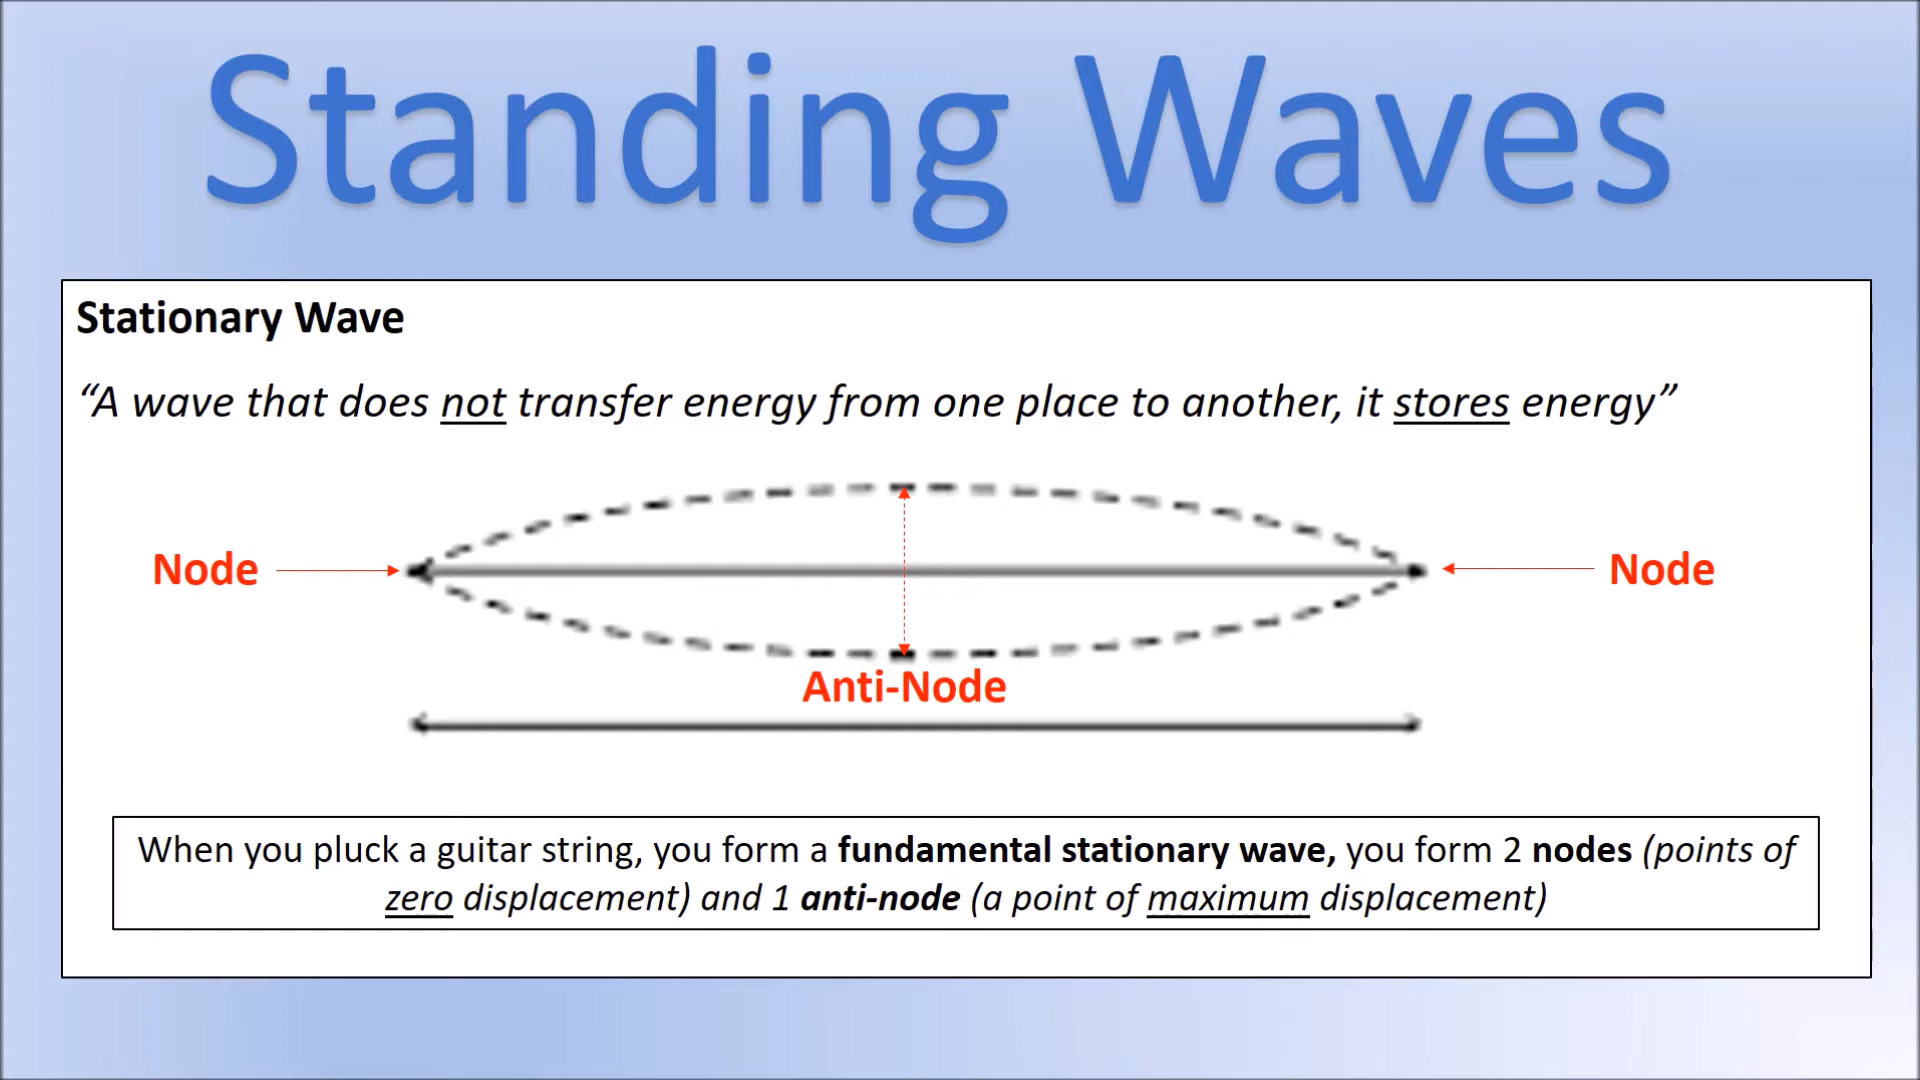 Standing Waves
Stationary Wave
“A wave that does not transfer energy from one place to another, it stores energy”
Node
Node
Anti-Node
When you pluck a guitar string, you form a fundamental stationary wave, you form 2 nodes (points of
zero displacement) and 1 anti-node (a point of maximum displacement)